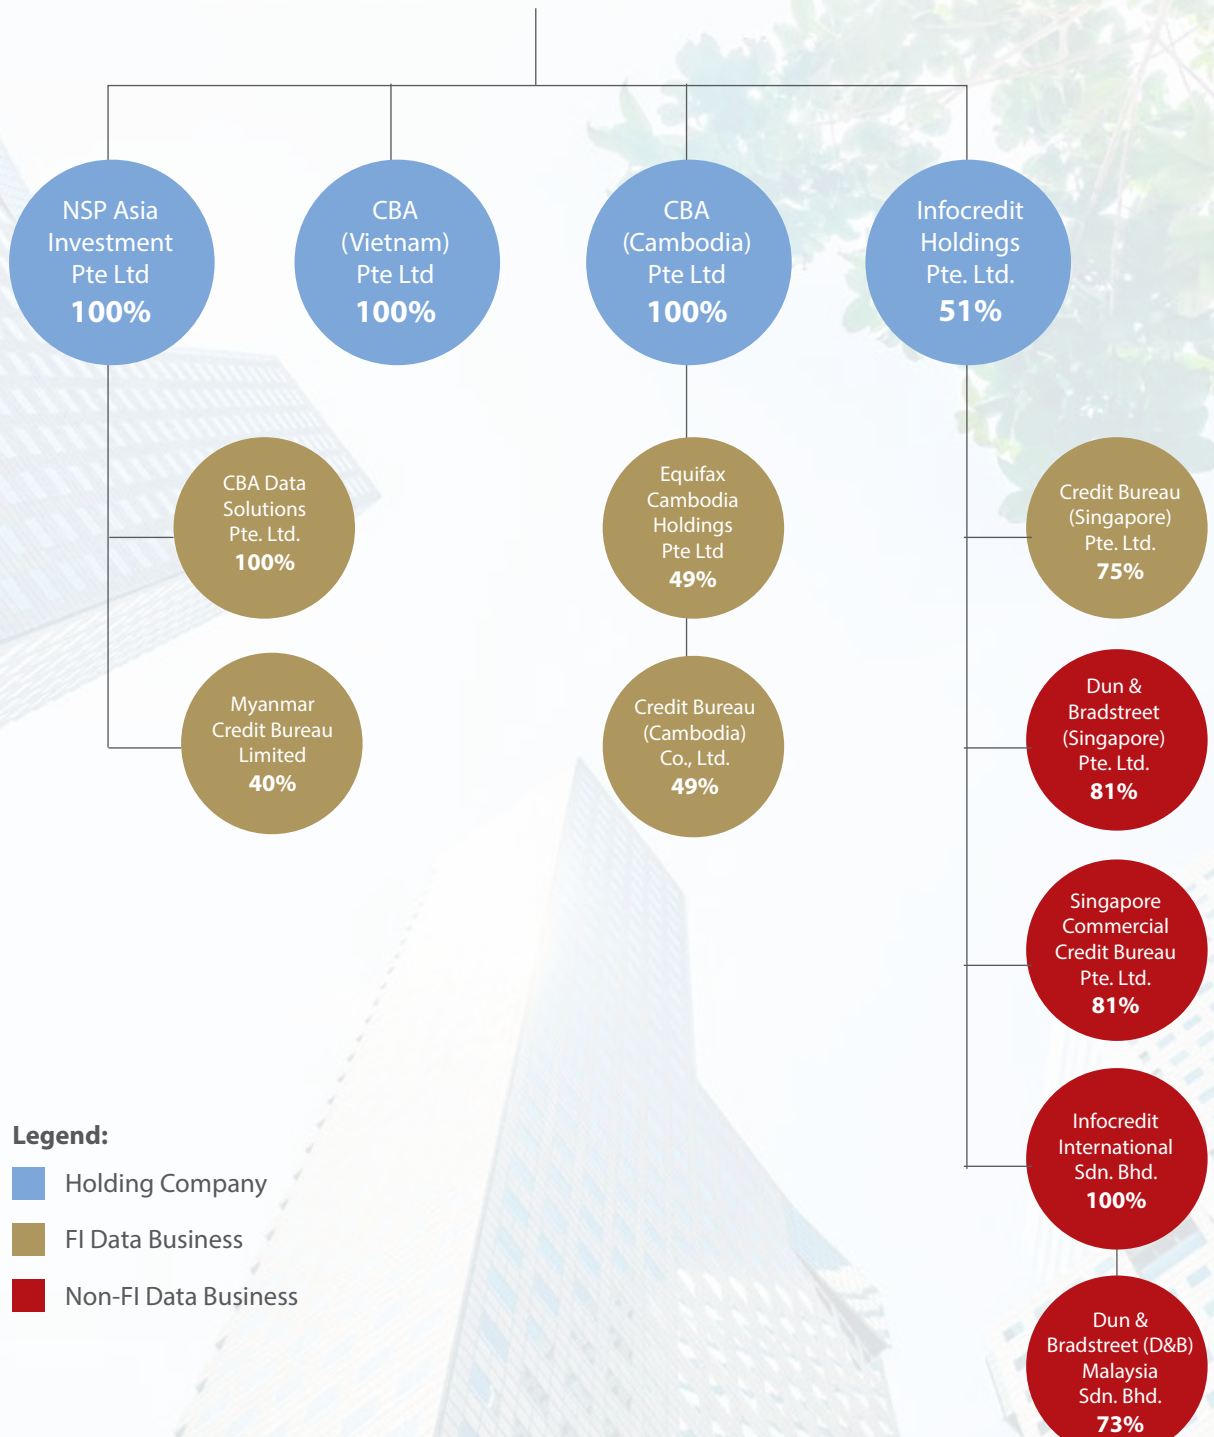 NSP Asia
Investment
Pte Ltd
100%
CBA
(Vietnam)
Pte Ltd
100%
CBA
(Cambodia)
Pte Ltd
100%
Infocredit
Holdings
Pte. Ltd.
51%
CBA Data
Solutions
Pte. Ltd.
100%
Myanmar
Credit Bureau
Limited
40%
Equifax
Cambodia
Holdings
Pte Ltd
49%
Credit Bureau
(Cambodia)
Co., Ltd.
49%
Credit Bureau
(Singapore)
Pte. Ltd.
75%
Dun &
Bradstreet
(Singapore)
Pte. Ltd.
81%
Singapore
Commercial
Credit Bureau
Pte. Ltd.
81%
Infocredit
International
Sdn. Bhd.
100%
Dun &
Bradstreet (D&B)
Malaysia
Sdn. Bhd.
73%
Legend:
Holding Company
FI Data Business
Non-FI Data Business